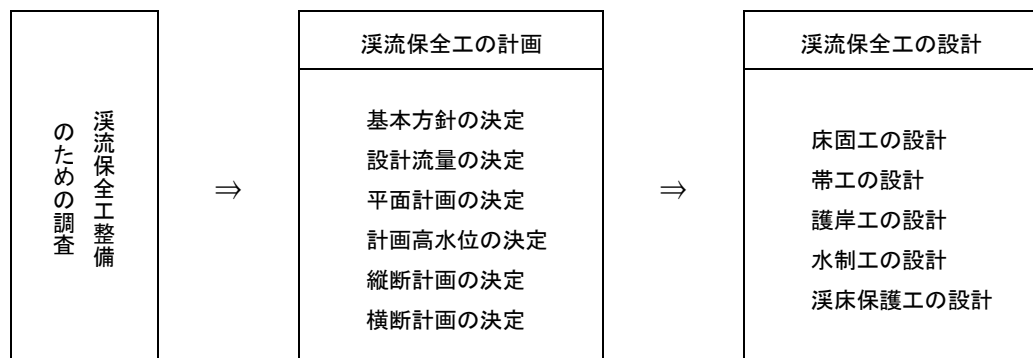 渓流保全工整備
のための調査
⇒
渓流保全工の計画
基本方針の決定
設計流量の決定
平面計画の決定
計画高水位の決定
縦断計画の決定
横断計画の決定
⇒
渓流保全工の設計
床固工の設計
帯工の設計
護岸工の設計
水制工の設計
渓床保護工の設計